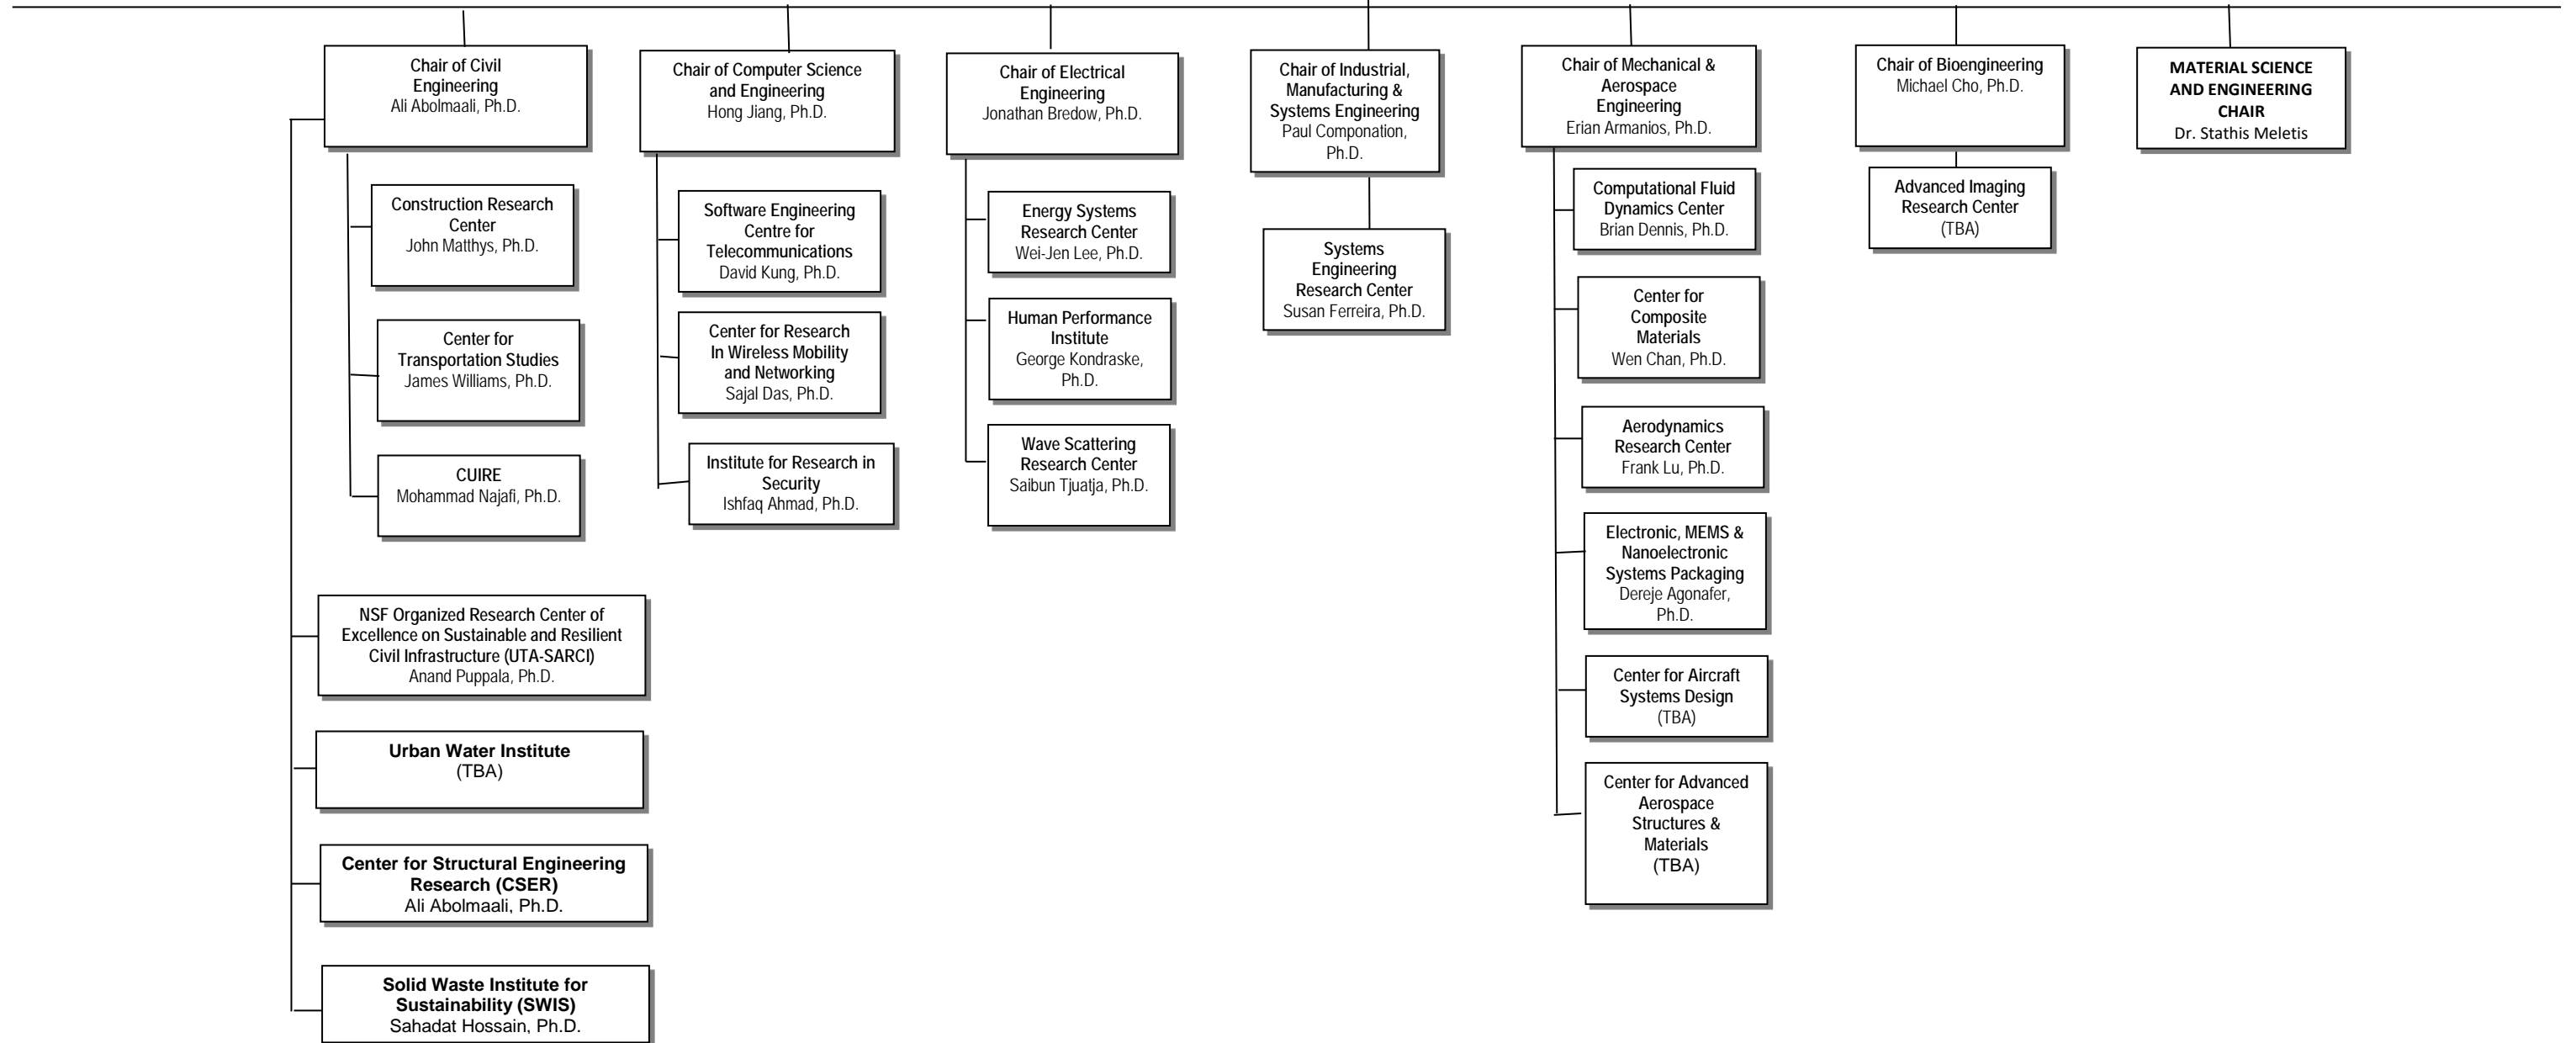 Chair of Civil
Engineering
Ali Abolmaali, Ph.D.
Construction Research
Center
John Matthys, Ph.D.
Center for
Transportation Studies
James Williams, Ph.D.
CUIRE
Mohammad Najafi, Ph.D.
NSF Organized Research Center of
Excellence on Sustainable and Resilient
Civil Infrastructure (UTA-SARCI)
Anand Puppala, Ph.D.
Urban Water Institute
(TBA)
Center for Structural Engineering
Research (CSER)
Ali Abolmaali, Ph.D.
Solid Waste Institute for
Sustainability (SWIS)
Sahadat Hossain, Ph.D.
Chair of Computer Science
and Engineering
Hong Jiang, Ph.D.
Software Engineering
Centre for
Telecommunications
David Kung, Ph.D.
Center for Research
In Wireless Mobility
and Networking
Sajal Das, Ph.D.
Institute for Research in
Security
Ishfaq Ahmad, Ph.D.
Chair of Electrical
Engineering
Jonathan Bredow, Ph.D.
Energy Systems
Research Center
Wei-Jen Lee, Ph.D.
Human Performance
Institute
George Kondraske,
Ph.D.
Wave Scattering
Research Center
Saibun Tjuatja, Ph.D.
Chair of Industrial,
Manufacturing &
Systems Engineering
Paul Componation,
Ph.D.
Systems
Engineering
Research Center
Susan Ferreira, Ph.D.
Chair of Mechanical &
Aerospace
Engineering
Erian Armanios, Ph.D.
Computational Fluid
Dynamics Center
Brian Dennis, Ph.D.
Center for
Composite
Materials
Wen Chan, Ph.D.
Aerodynamics
Research Center
Frank Lu, Ph.D.
Electronic, MEMS &
Nanoelectronic
Systems Packaging
Dereje Agonafer,
Ph.D.
Center for Aircraft
Systems Design
(TBA)
Center for Advanced
Aerospace
Structures &
Materials
(TBA)
Chair of Bioengineering
Michael Cho, Ph.D.
Advanced Imaging
Research Center
(TBA)
MATERIAL SCIENCE
AND ENGINEERING
CHAIR
Dr. Stathis Meletis